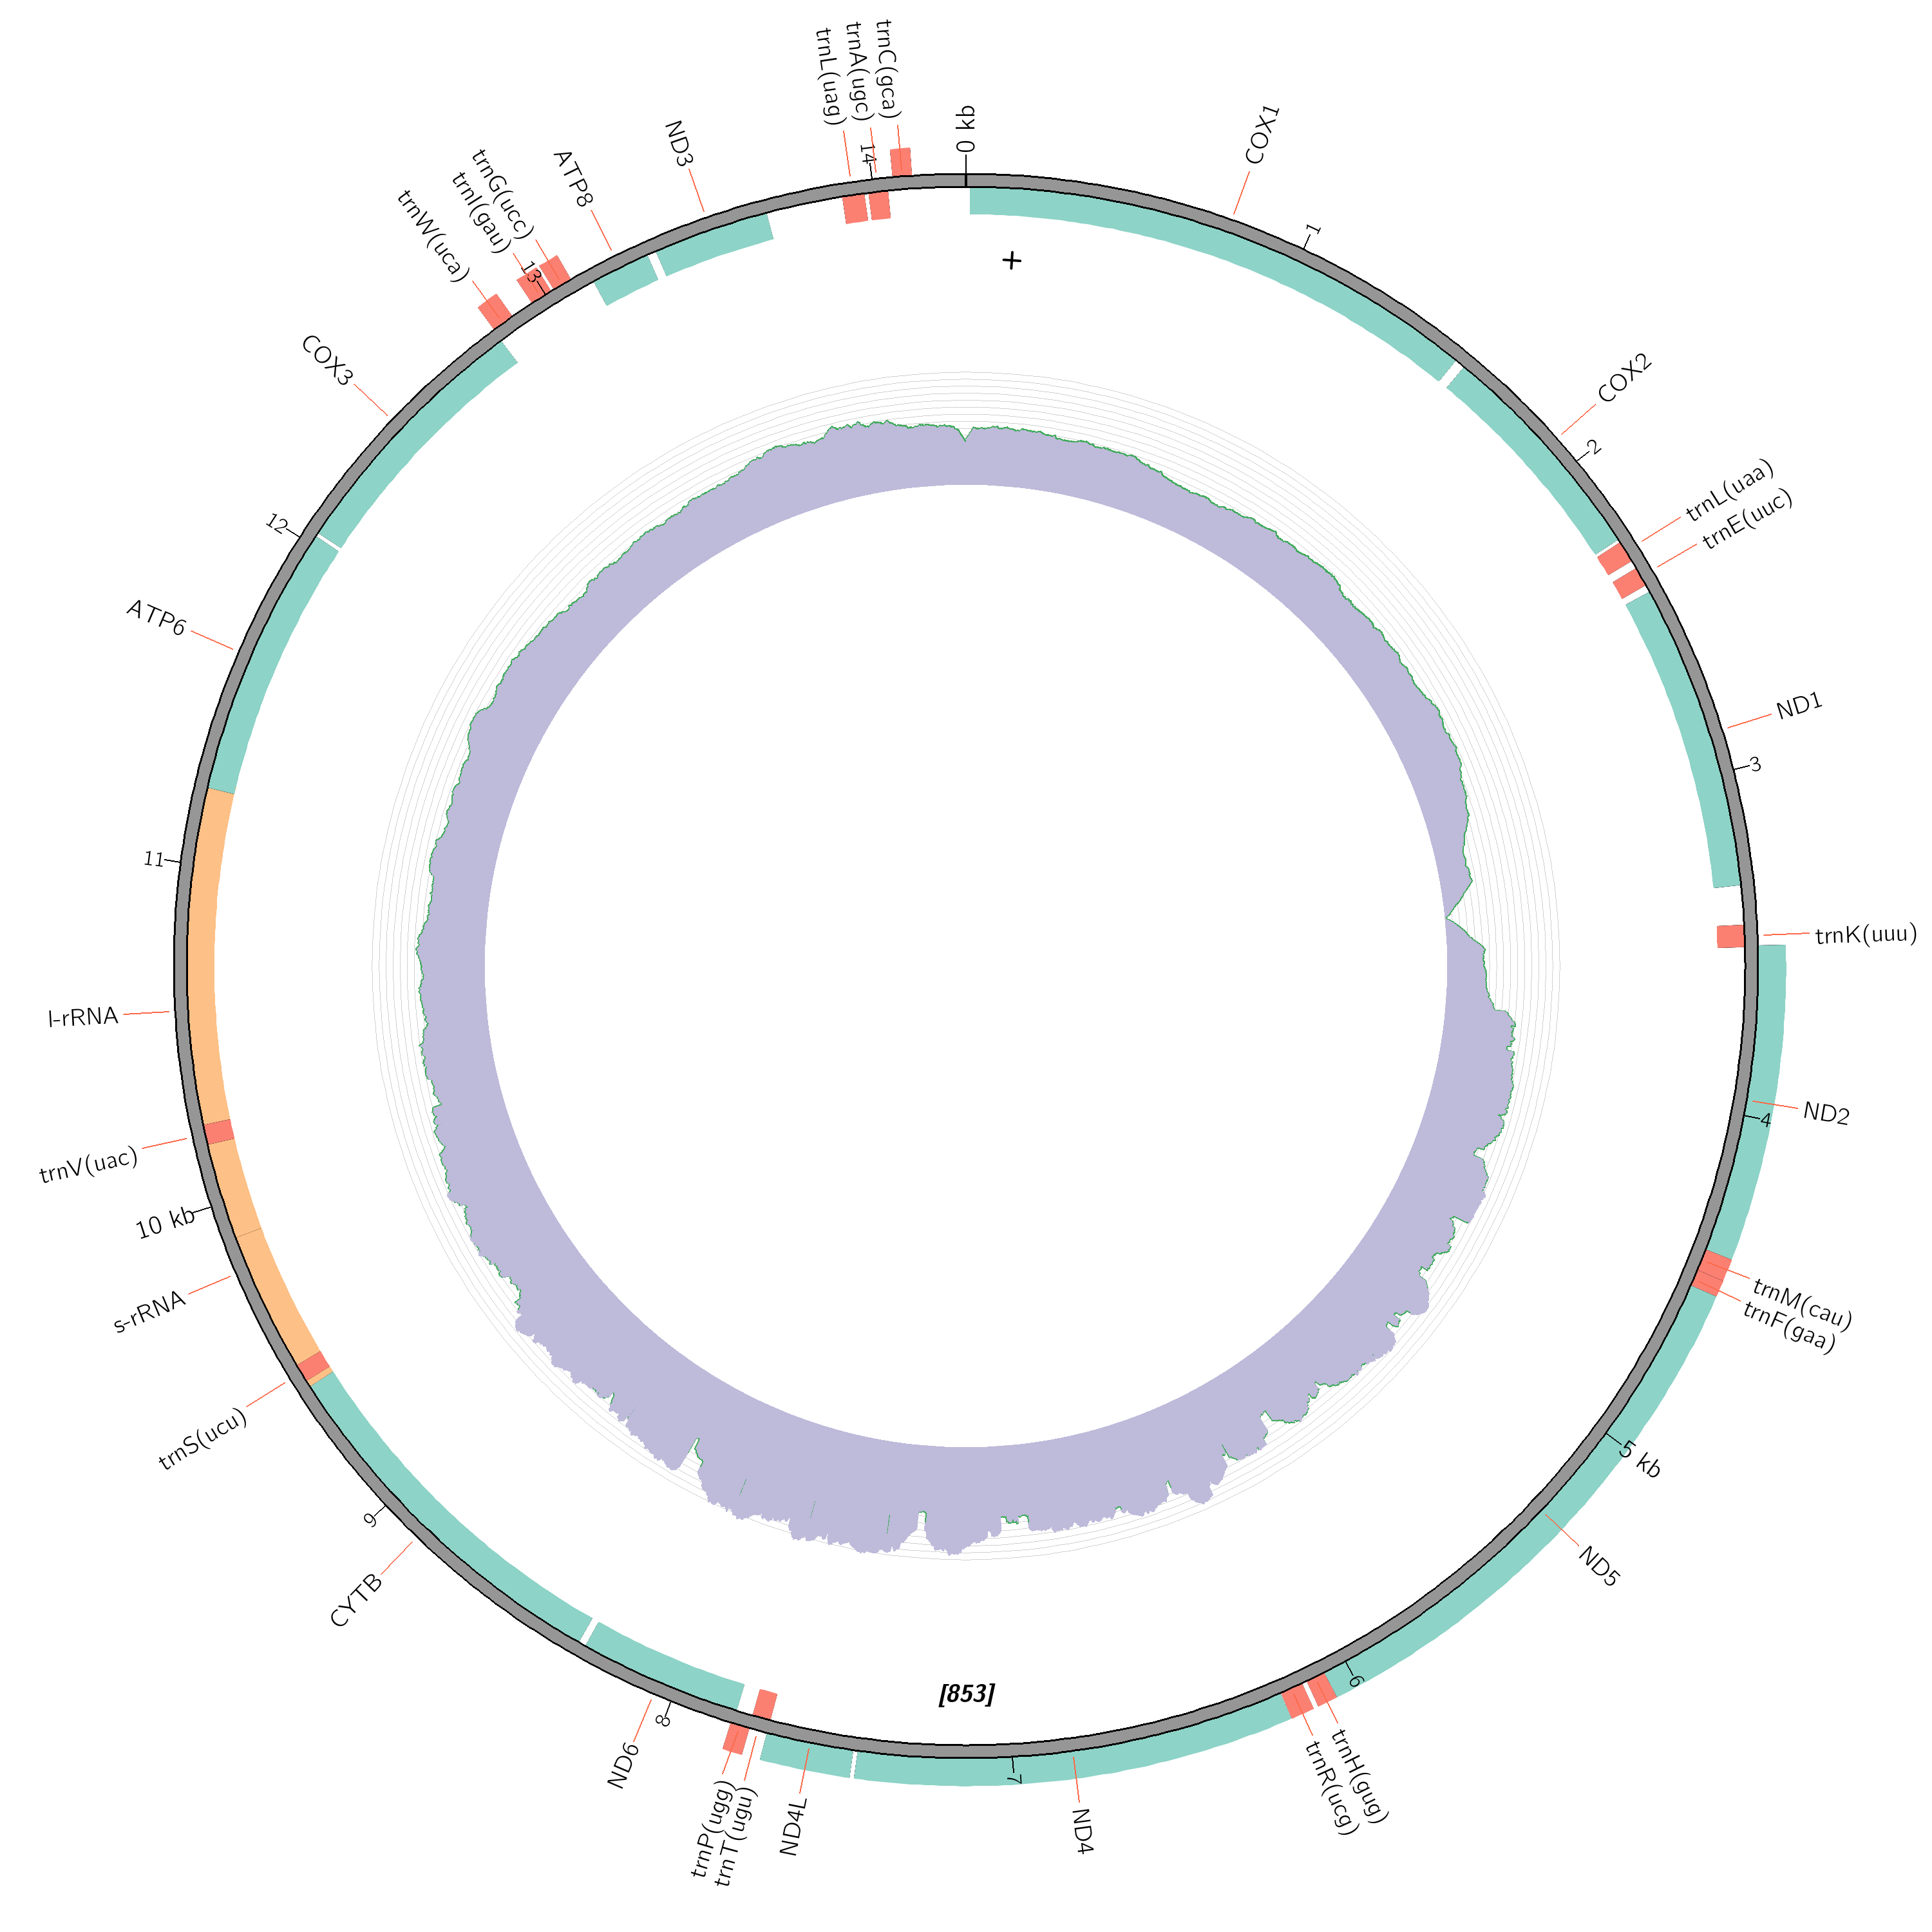 0 kb
COX1
1
COX2
2
trnL(uaa)
trnE(uuc)
ND1
3
trnK(uuu)
ND2
4
trnM(cau)
trnF(gaa)
5 kb
ND5
6
trnH(gug)
trnR(ucg)
ND4
7
ND4L
trnT(ugu)
trnP(ugg)
8
ND6
CYTB
9
trnS(ucu)
s-rRNA
10 kb
trnV(uac)
l-rRNA
11
ATP6
12
COX3
trnW(uca)
trnI(gau)
13
trnG(ucc)
ATP8
ND3
trnL(uag)
14
trnA(ugc)
trnC(gca)
+
[853]